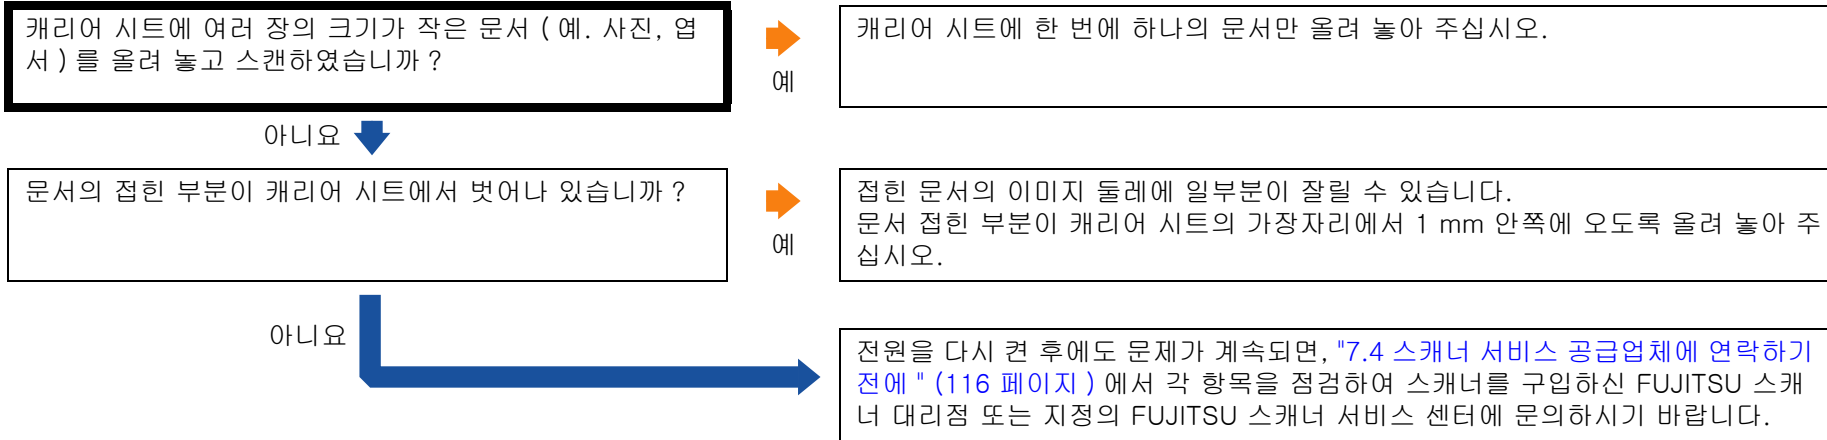 캐리어 시트에 여러 장의 크기가 작은 문서 ( 예. 사진, 엽
서 ) 를 올려 놓고 스캔하였습니까 ?
예
캐리어 시트에 한 번에 하나의 문서만 올려 놓아 주십시오.
아니요
문서의 접힌 부분이 캐리어 시트에서 벗어나 있습니까 ?
예
접힌 문서의 이미지 둘레에 일부분이 잘릴 수 있습니다.
문서 접힌 부분이 캐리어 시트의 가장자리에서 1 mm 안쪽에 오도록 올려 놓아 주
십시오.
아니요
전원을 다시 켠 후에도 문제가 계속되면, "7.4 스캐너 서비스 공급업체에 연락하기
전에 " (116 페이지 ) 에서 각 항목을 점검하여 스캐너를 구입하신 FUJITSU 스캐
너 대리점 또는 지정의 FUJITSU 스캐너 서비스 센터에 문의하시기 바랍니다.